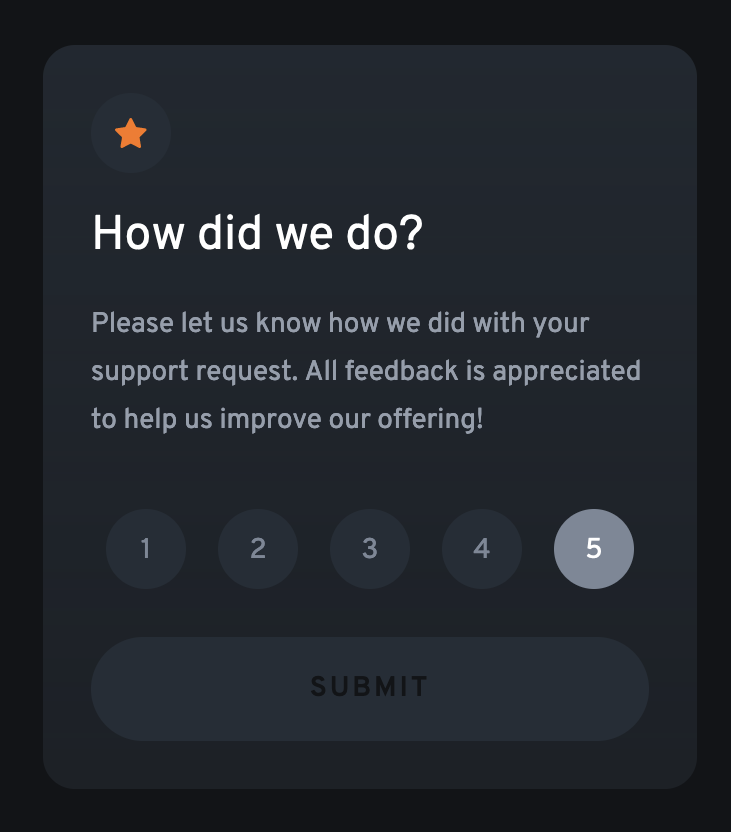 How did we do?
Please let us know how we did with your
support request. All feedback is appreciated
to help us improve our offering!
1 2 3 4 5
SUBMIT